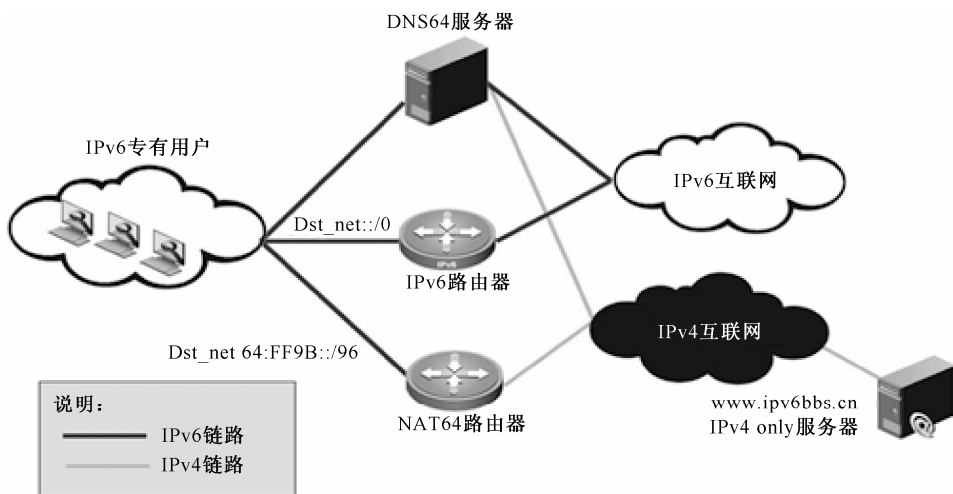 DNS64服务器
IPv6专有用户
IPv6互联网
Dst_net::/0
IPv6
IPv6路由器
IPv4互联网
Dst_net 64:FF9B::/96
NAT64路由器
www.ipv6bbs.cn
IPv4 only服务器
说明：
IPv6链路
IPv4链路